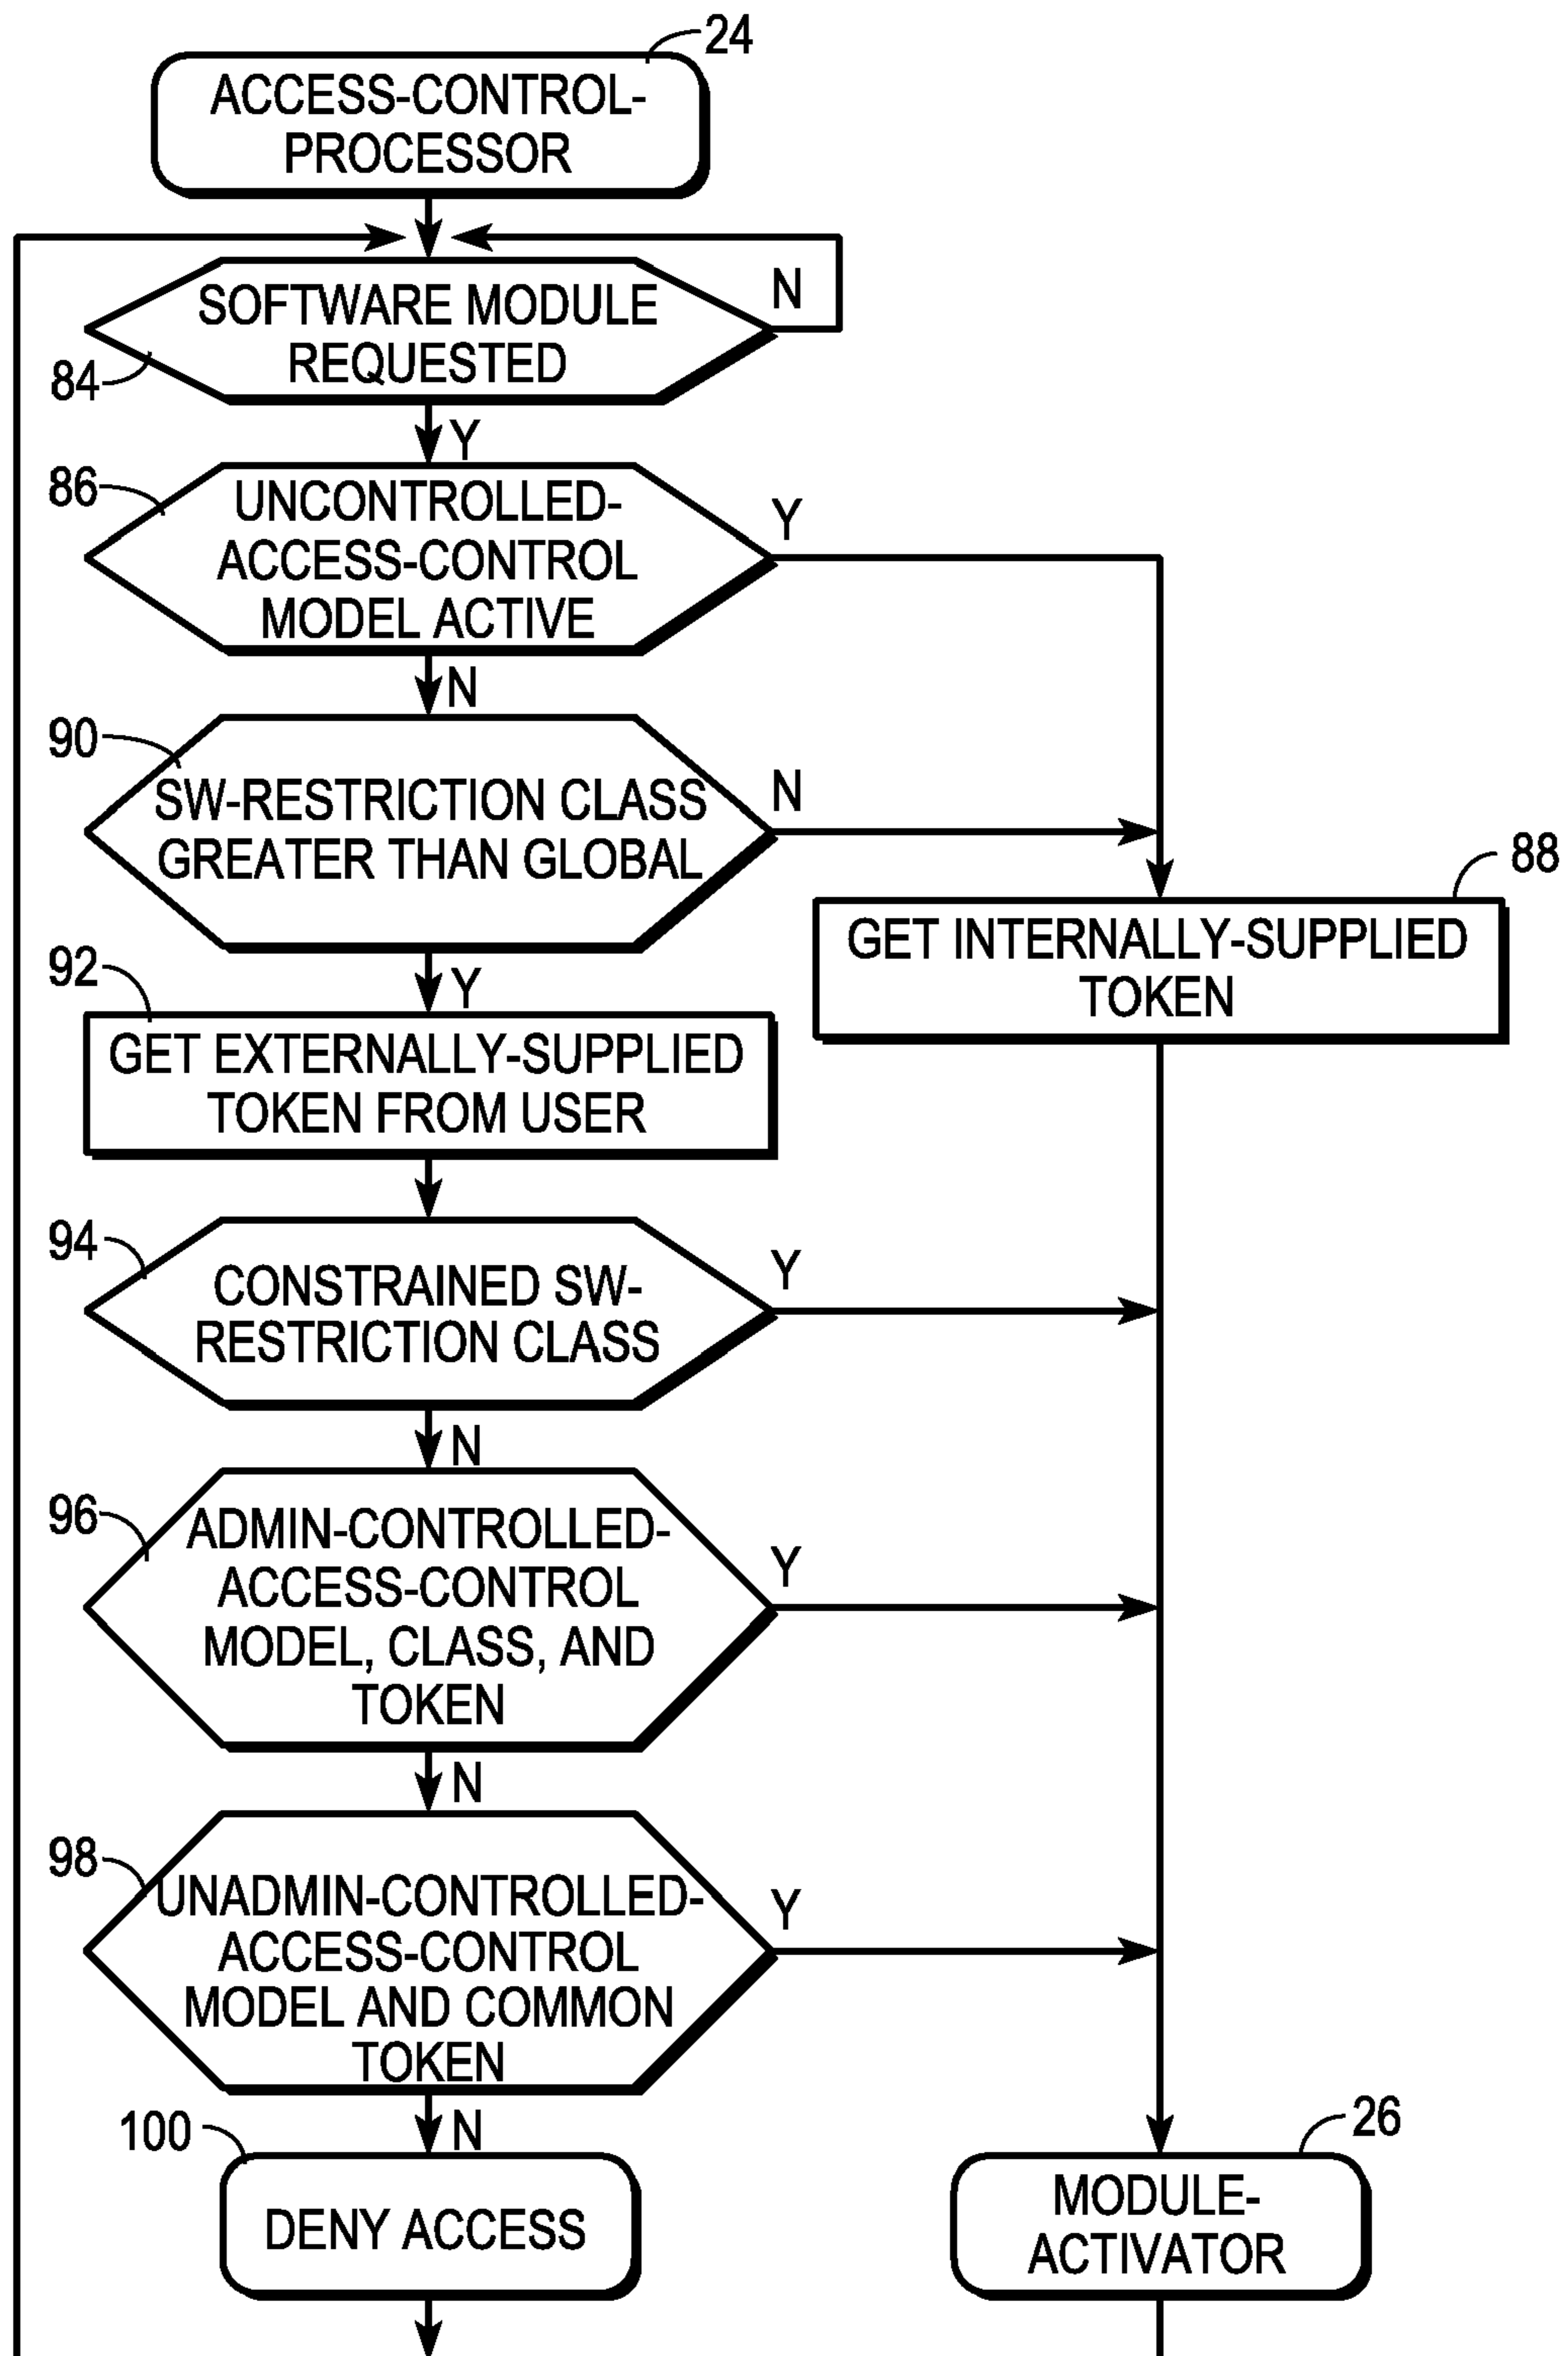 24
ACCESS-CONTROL-
PROCESSOR
SOFTWARE MODULE
REQUESTED
N
84
Y
86
UNCONTROLLED-
ACCESS-CONTROL
MODEL ACTIVE
Y
N
90
SW-RESTRICTION CLASS
GREATER THAN GLOBAL
N
88
GET INTERNALLY-SUPPLIED
TOKEN
Y
92
GET EXTERNALLY-SUPPLIED
TOKEN FROM USER
94
CONSTRAINED SW-
RESTRICTION CLASS
Y
N
96
ADMIN-CONTROLLED-
ACCESS-CONTROL
MODEL, CLASS, AND
TOKEN
Y
N
98
UNADMIN-CONTROLLED-
ACCESS-CONTROL
MODEL AND COMMON
TOKEN
Y
N
100
DENY ACCESS
26
MODULE-
ACTIVATOR